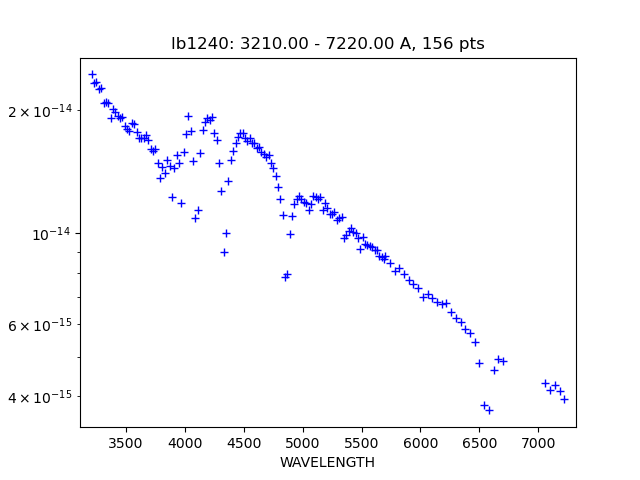 lb1240: 3210.00 - 7220.00 A, 156 pts
2 × 10⁻¹⁴
10⁻¹⁴
6 × 10⁻¹⁵
4 × 10⁻¹⁵
3500 4000 4500 5000 5500 6000 6500 7000
WAVELENGTH